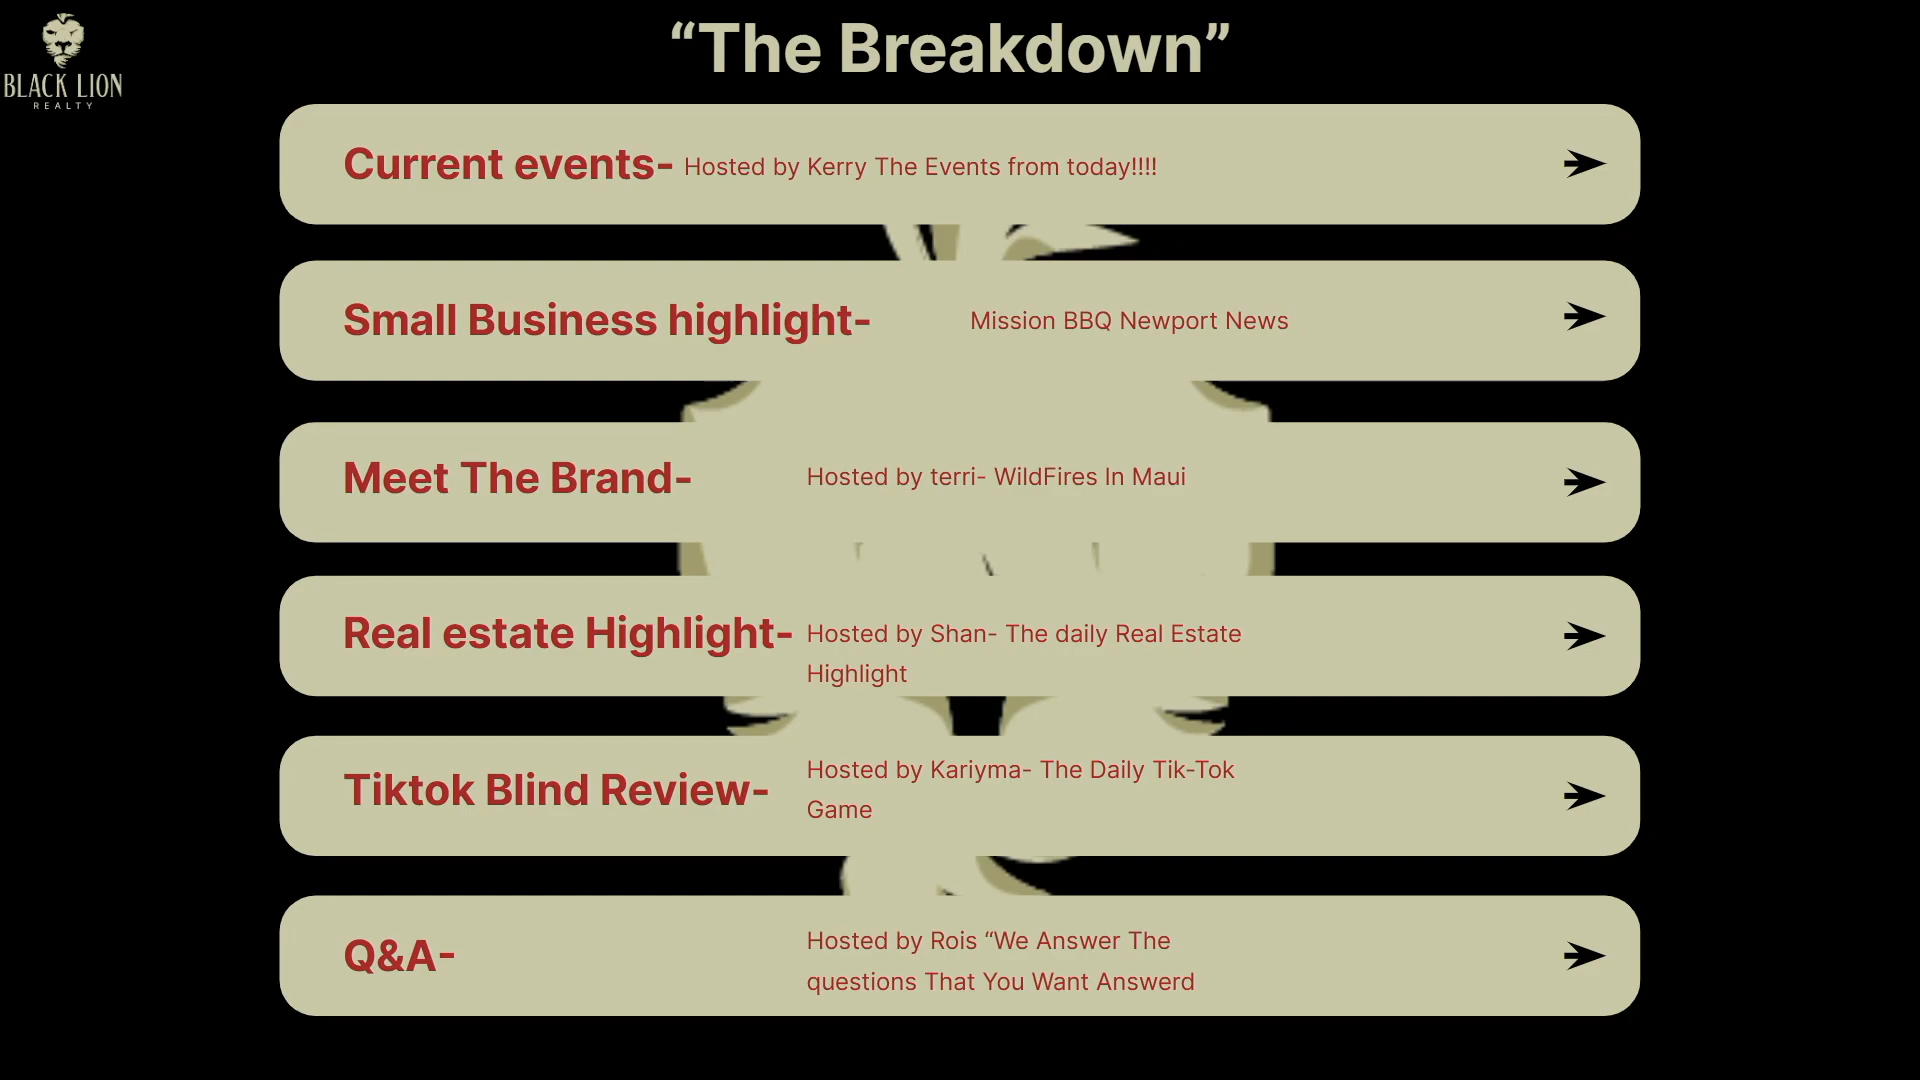 BLACK LION
REALTY
“The Breakdown”
Current events- Hosted by Kerry The Events from today!!!!
Small Business highlight- Mission BBQ Newport News
Meet The Brand- Hosted by terri- WildFires In Maui
Real estate Highlight- Hosted by Shan- The daily Real Estate
Highlight
Tiktok Blind Review- Hosted by Kariyma- The Daily Tik-Tok
Game
Q&A- Hosted by Rois “We Answer The
questions That You Want Answerd